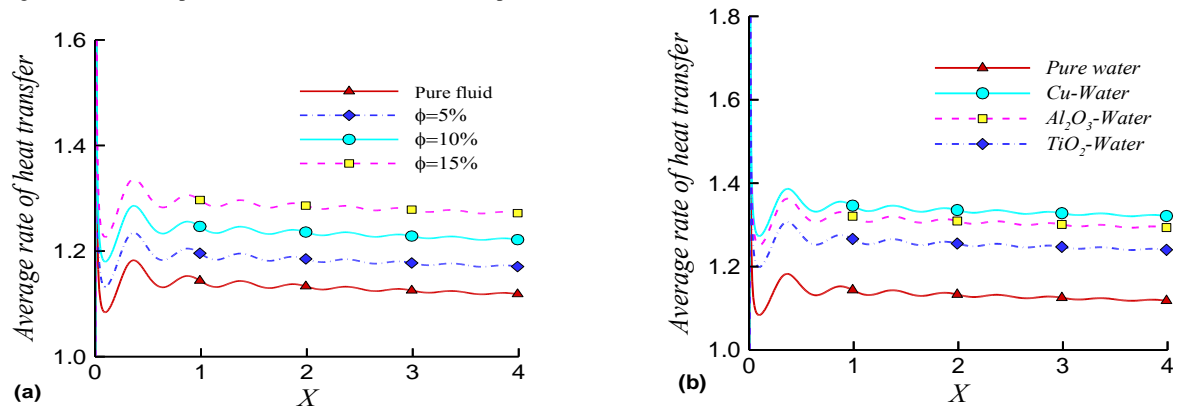 1.6
1.4
1.2
1.0
Average rate of heat transfer
Pure fluid
ϕ=5%
ϕ=10%
ϕ=15%
0 1 2 3 4
X
(a)
1.8
1.6
1.4
1.2
1.0
Average rate of heat transfer
Pure water
Cu-Water
Al₂O₃-Water
TiO₂-Water
0 1 2 3 4
X
(b)